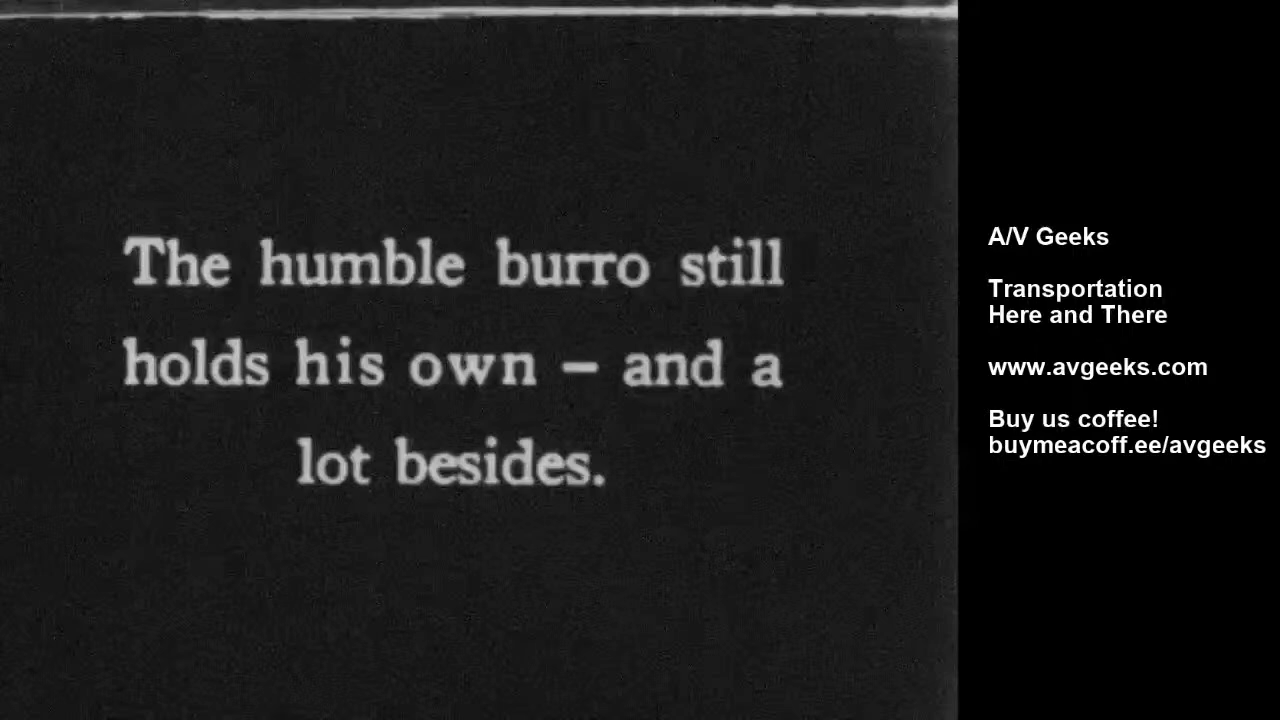 The humble burro still
holds his own – and a
lot besides.
A/V Geeks
Transportation
Here and There
www.avgeeks.com
Buy us coffee!
buymeacoff.ee/avgeeks